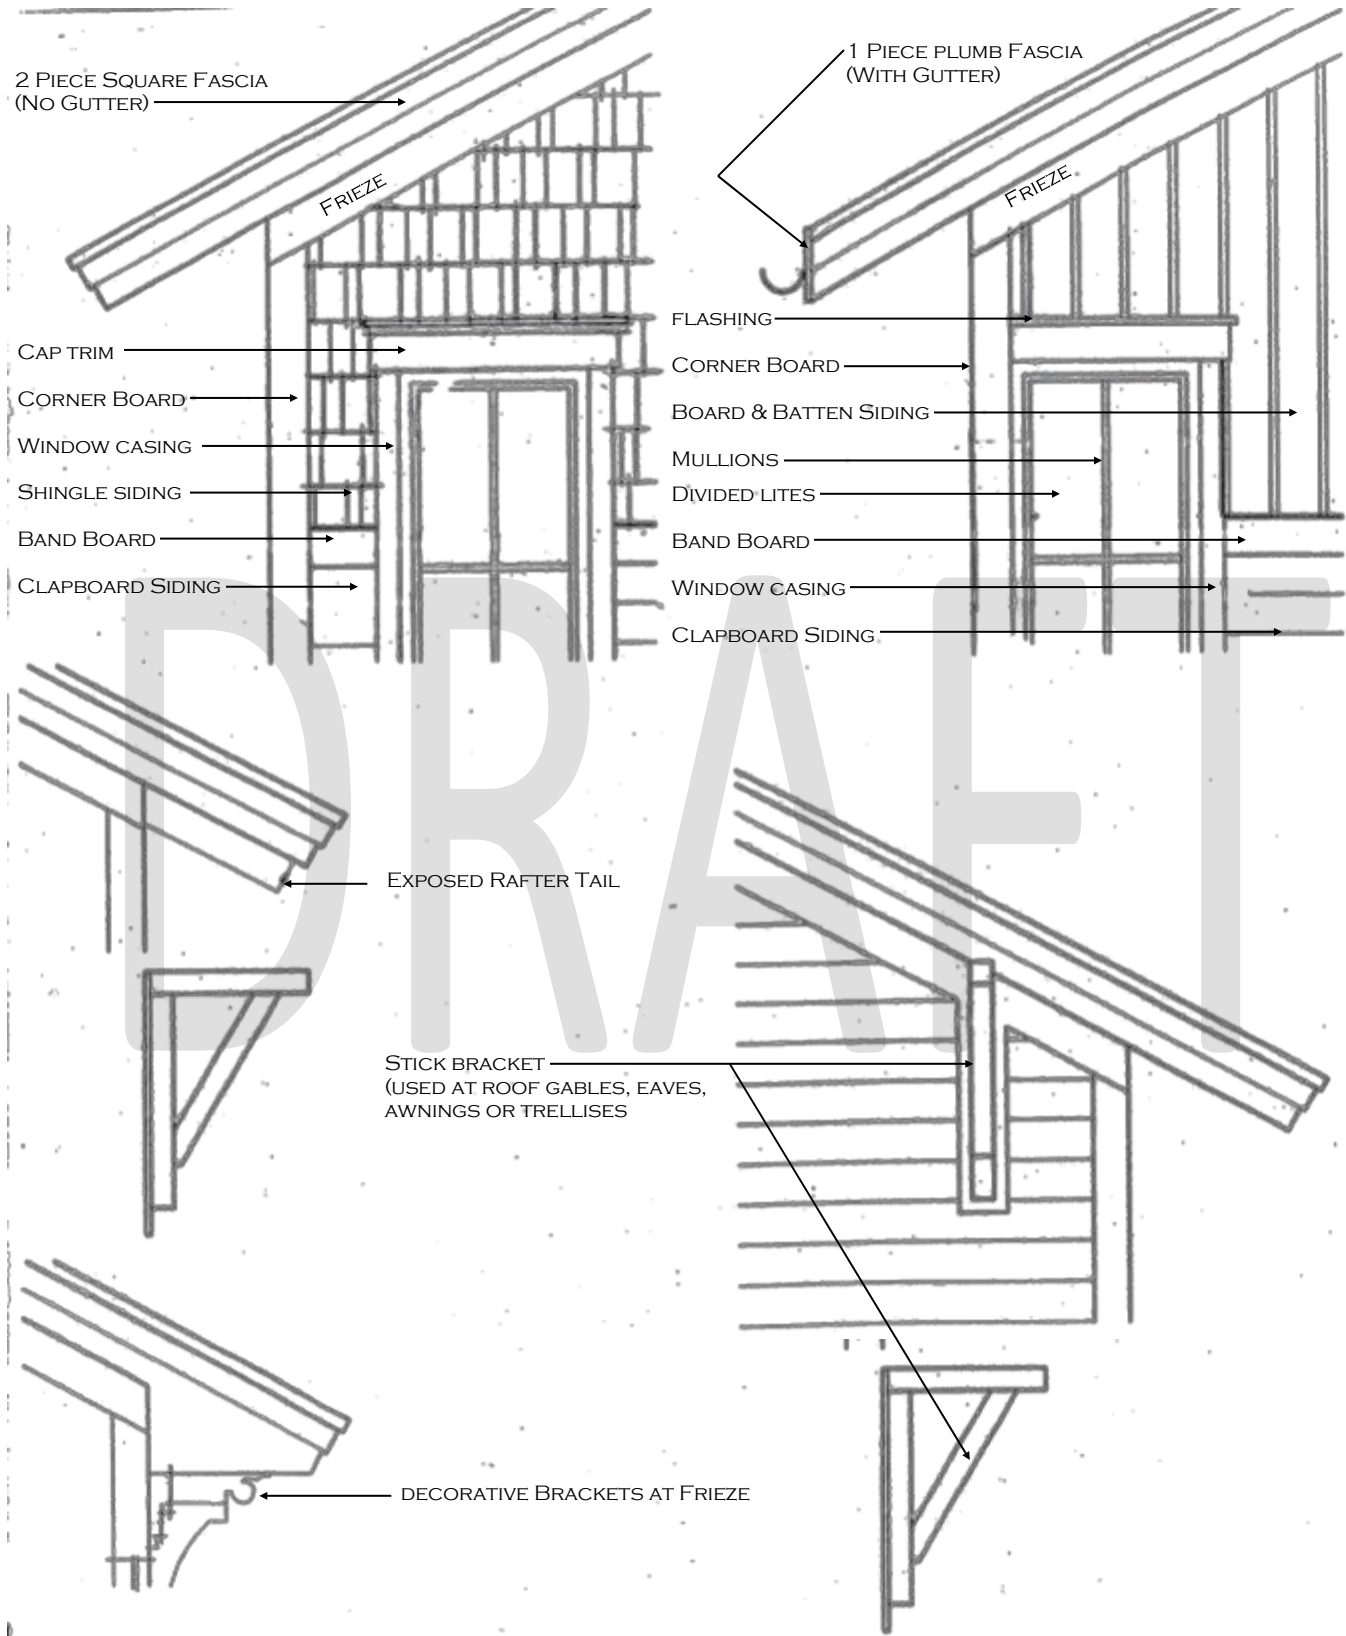 2 Piece Square Fascia
(No Gutter)
Frieze
Cap trim
Corner Board
Window casing
Shingle siding
Band Board
Clapboard Siding
1 Piece plumb Fascia
(With Gutter)
Frieze
flashing
Corner Board
Board & Batten Siding
Mullions
Divided lites
Band Board
Window casing
Clapboard Siding
DRAFT
Exposed Rafter Tail
Stick bracket
(used at roof gables, eaves,
awnings or trellises
decorative Brackets at Frieze